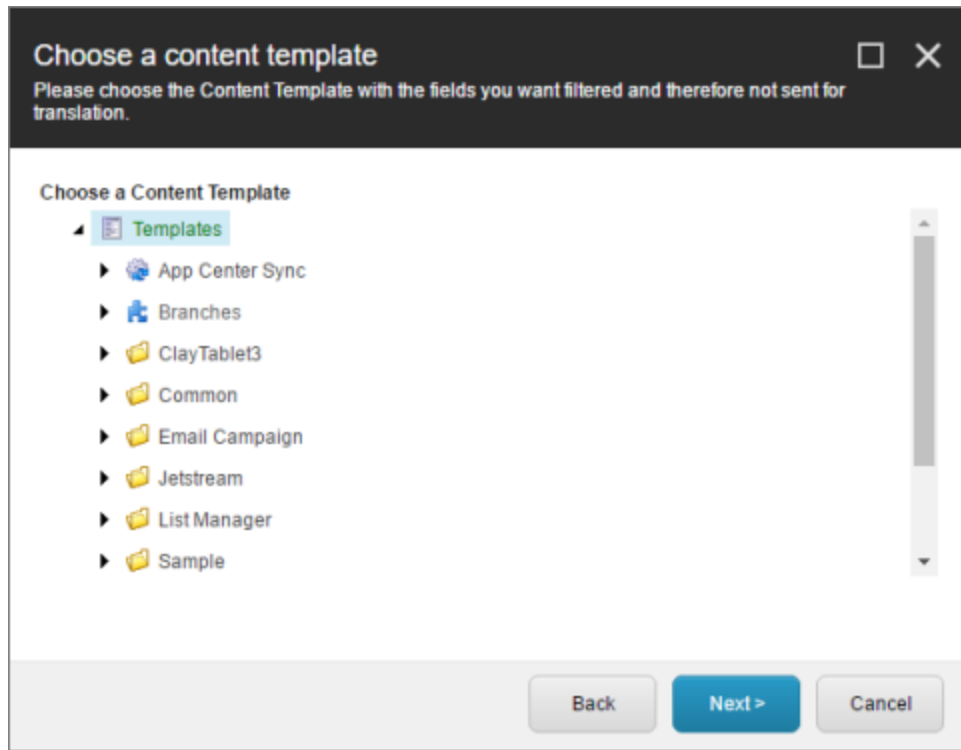 Choose a content template
Please choose the Content Template with the fields you want filtered and therefore not sent for
translation.
Choose a Content Template
Templates
App Center Sync
Branches
ClayTablet3
Common
Email Campaign
Jetstream
List Manager
Sample
Back
Next >
Cancel